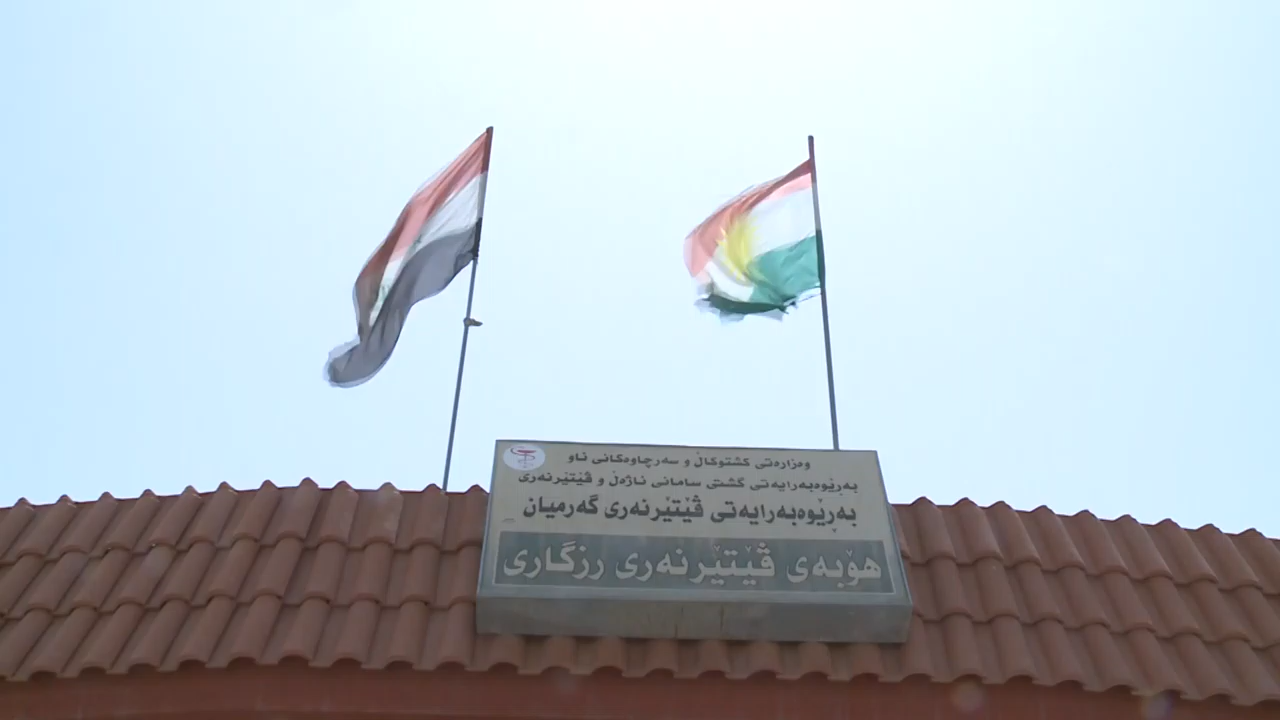 وەزارەتی کشتوکاڵ و سەرچاوەکانی ئاو
بەڕێوەبەرایەتی گشتی سامانی ئاژەڵ و ڤێتێرنەری
بەڕێوەبەرایەتی ڤێتێرنەری گەرمیان
هۆبەی ڤێتێرنەری رزگاری